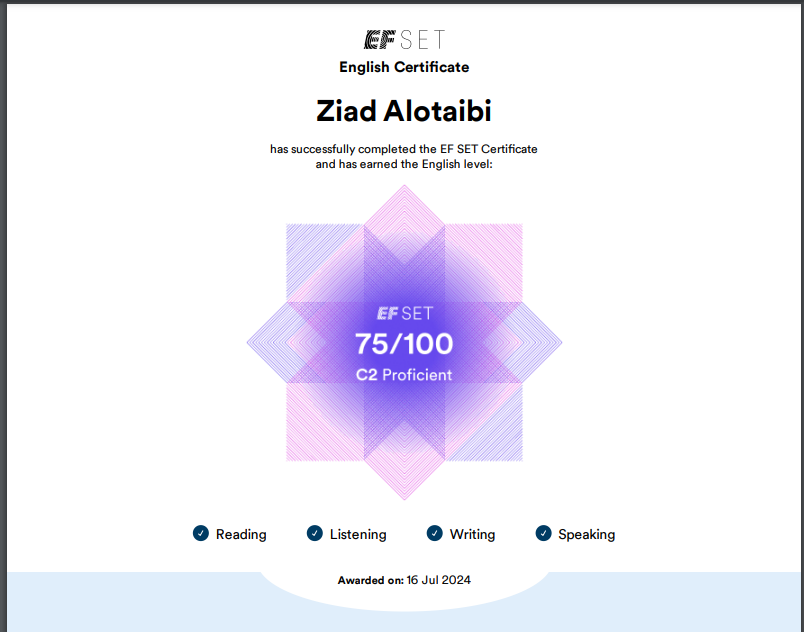 EF SET
English Certificate
Ziad Alotaibi
has successfully completed the EF SET Certificate
and has earned the English level:
EF SET
75/100
C2 Proficient
Reading
Listening
Writing
Speaking
Awarded on: 16 Jul 2024